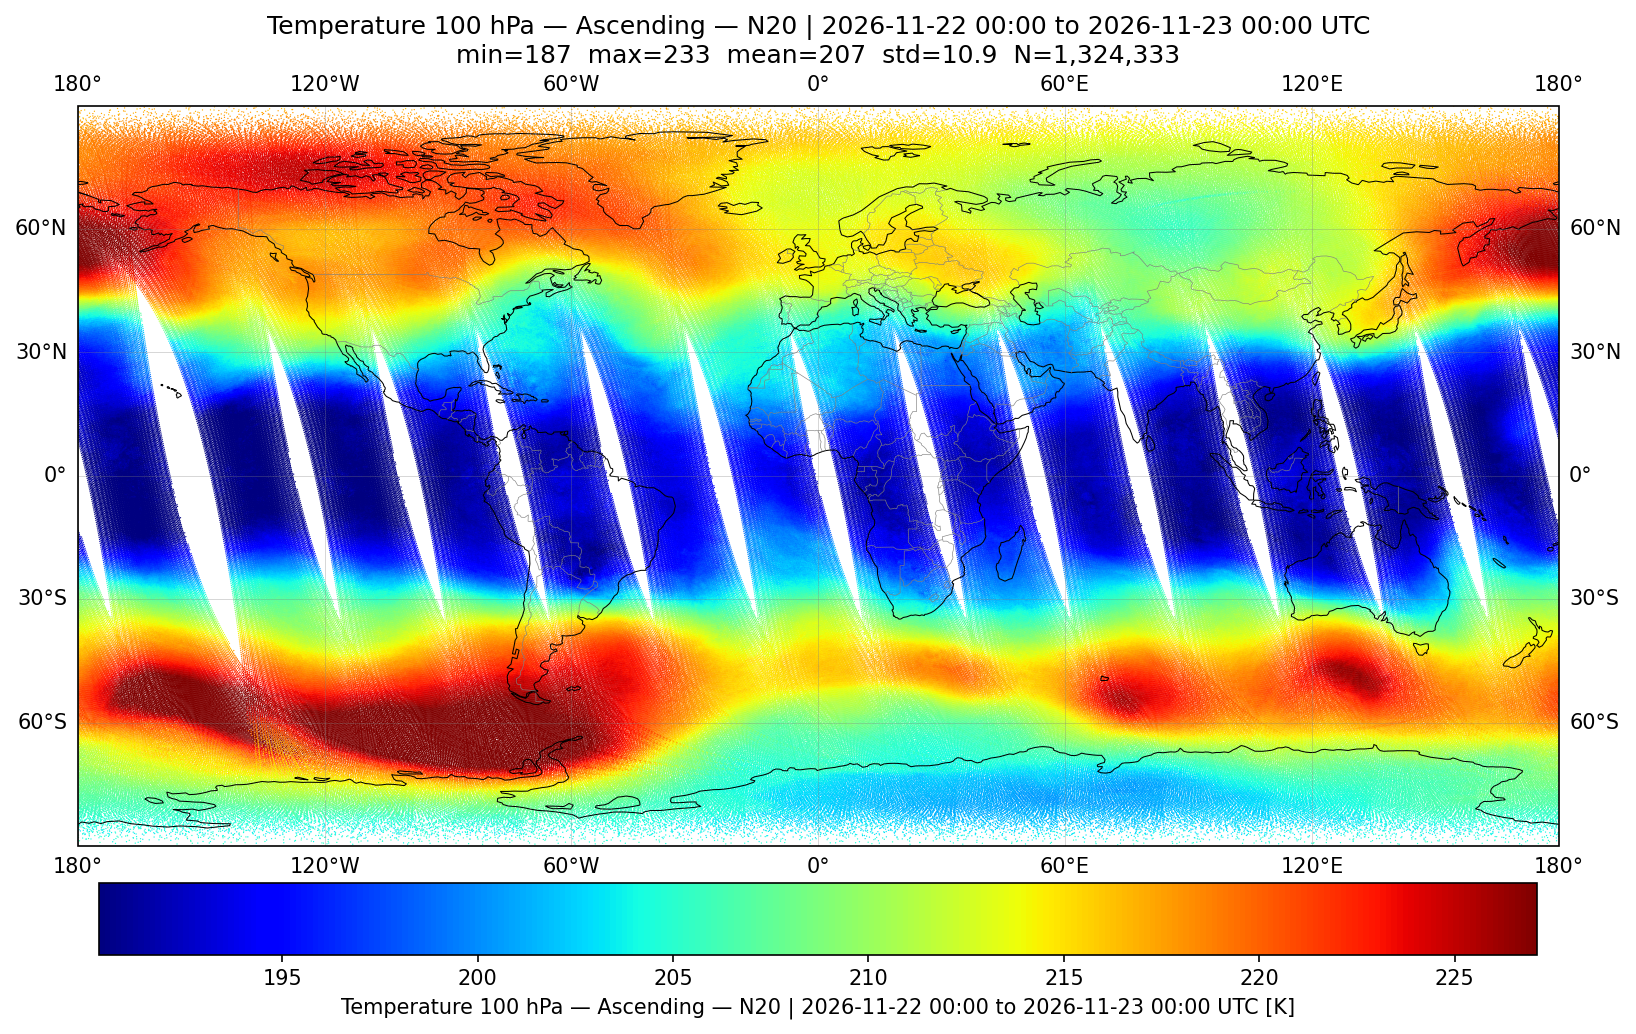 Temperature 100 hPa — Ascending — N20 | 2026-11-22 00:00 to 2026-11-23 00:00 UTC
min=187  max=233  mean=207  std=10.9  N=1,324,333
180° 120°W 60°W 0° 60°E 120°E 180°
60°N 60°N
30°N 30°N
0° 0°
30°S 30°S
60°S 60°S
180° 120°W 60°W 0° 60°E 120°E 180°
195 200 205 210 215 220 225
Temperature 100 hPa — Ascending — N20 | 2026-11-22 00:00 to 2026-11-23 00:00 UTC [K]